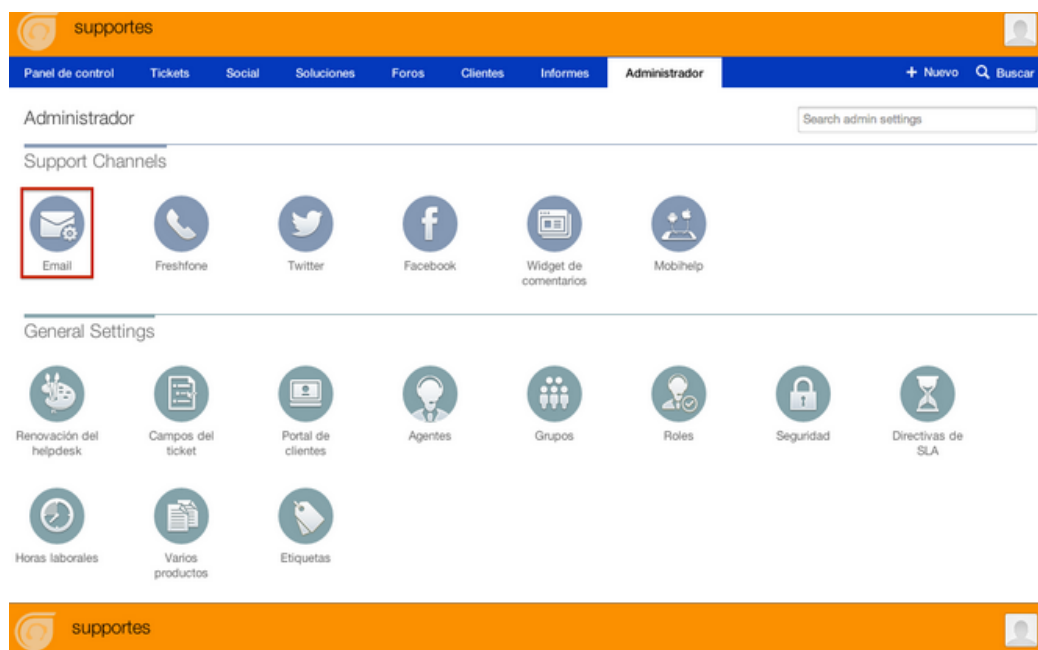 supportes
Panel de control Tickets Social Soluciones Foros Clientes Informes Administrador + Nuevo Buscar
Administrador
Search admin settings
Support Channels
Email
Freshfone
Twitter
Facebook
Widget de
comentarios
Mobihelp
General Settings
Renovación del
helpdesk
Campos del
ticket
Portal de
clientes
Agentes
Grupos
Roles
Seguridad
Directivas de
SLA
Horas laborales
Varios
productos
Etiquetas
supportes